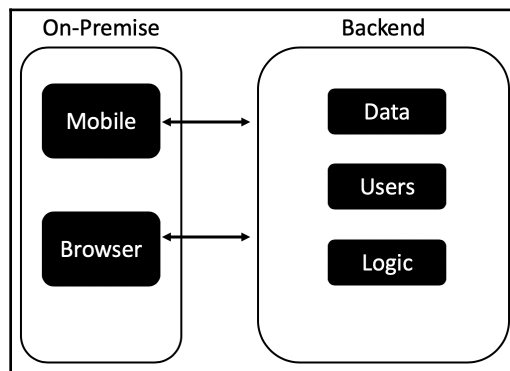 On-Premise
Backend
Mobile
Browser
Data
Users
Logic